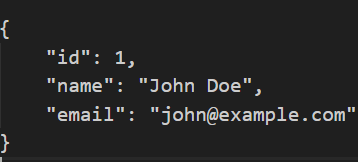 {
    "id": 1,
    "name": "John Doe",
    "email": "john@example.com"
}